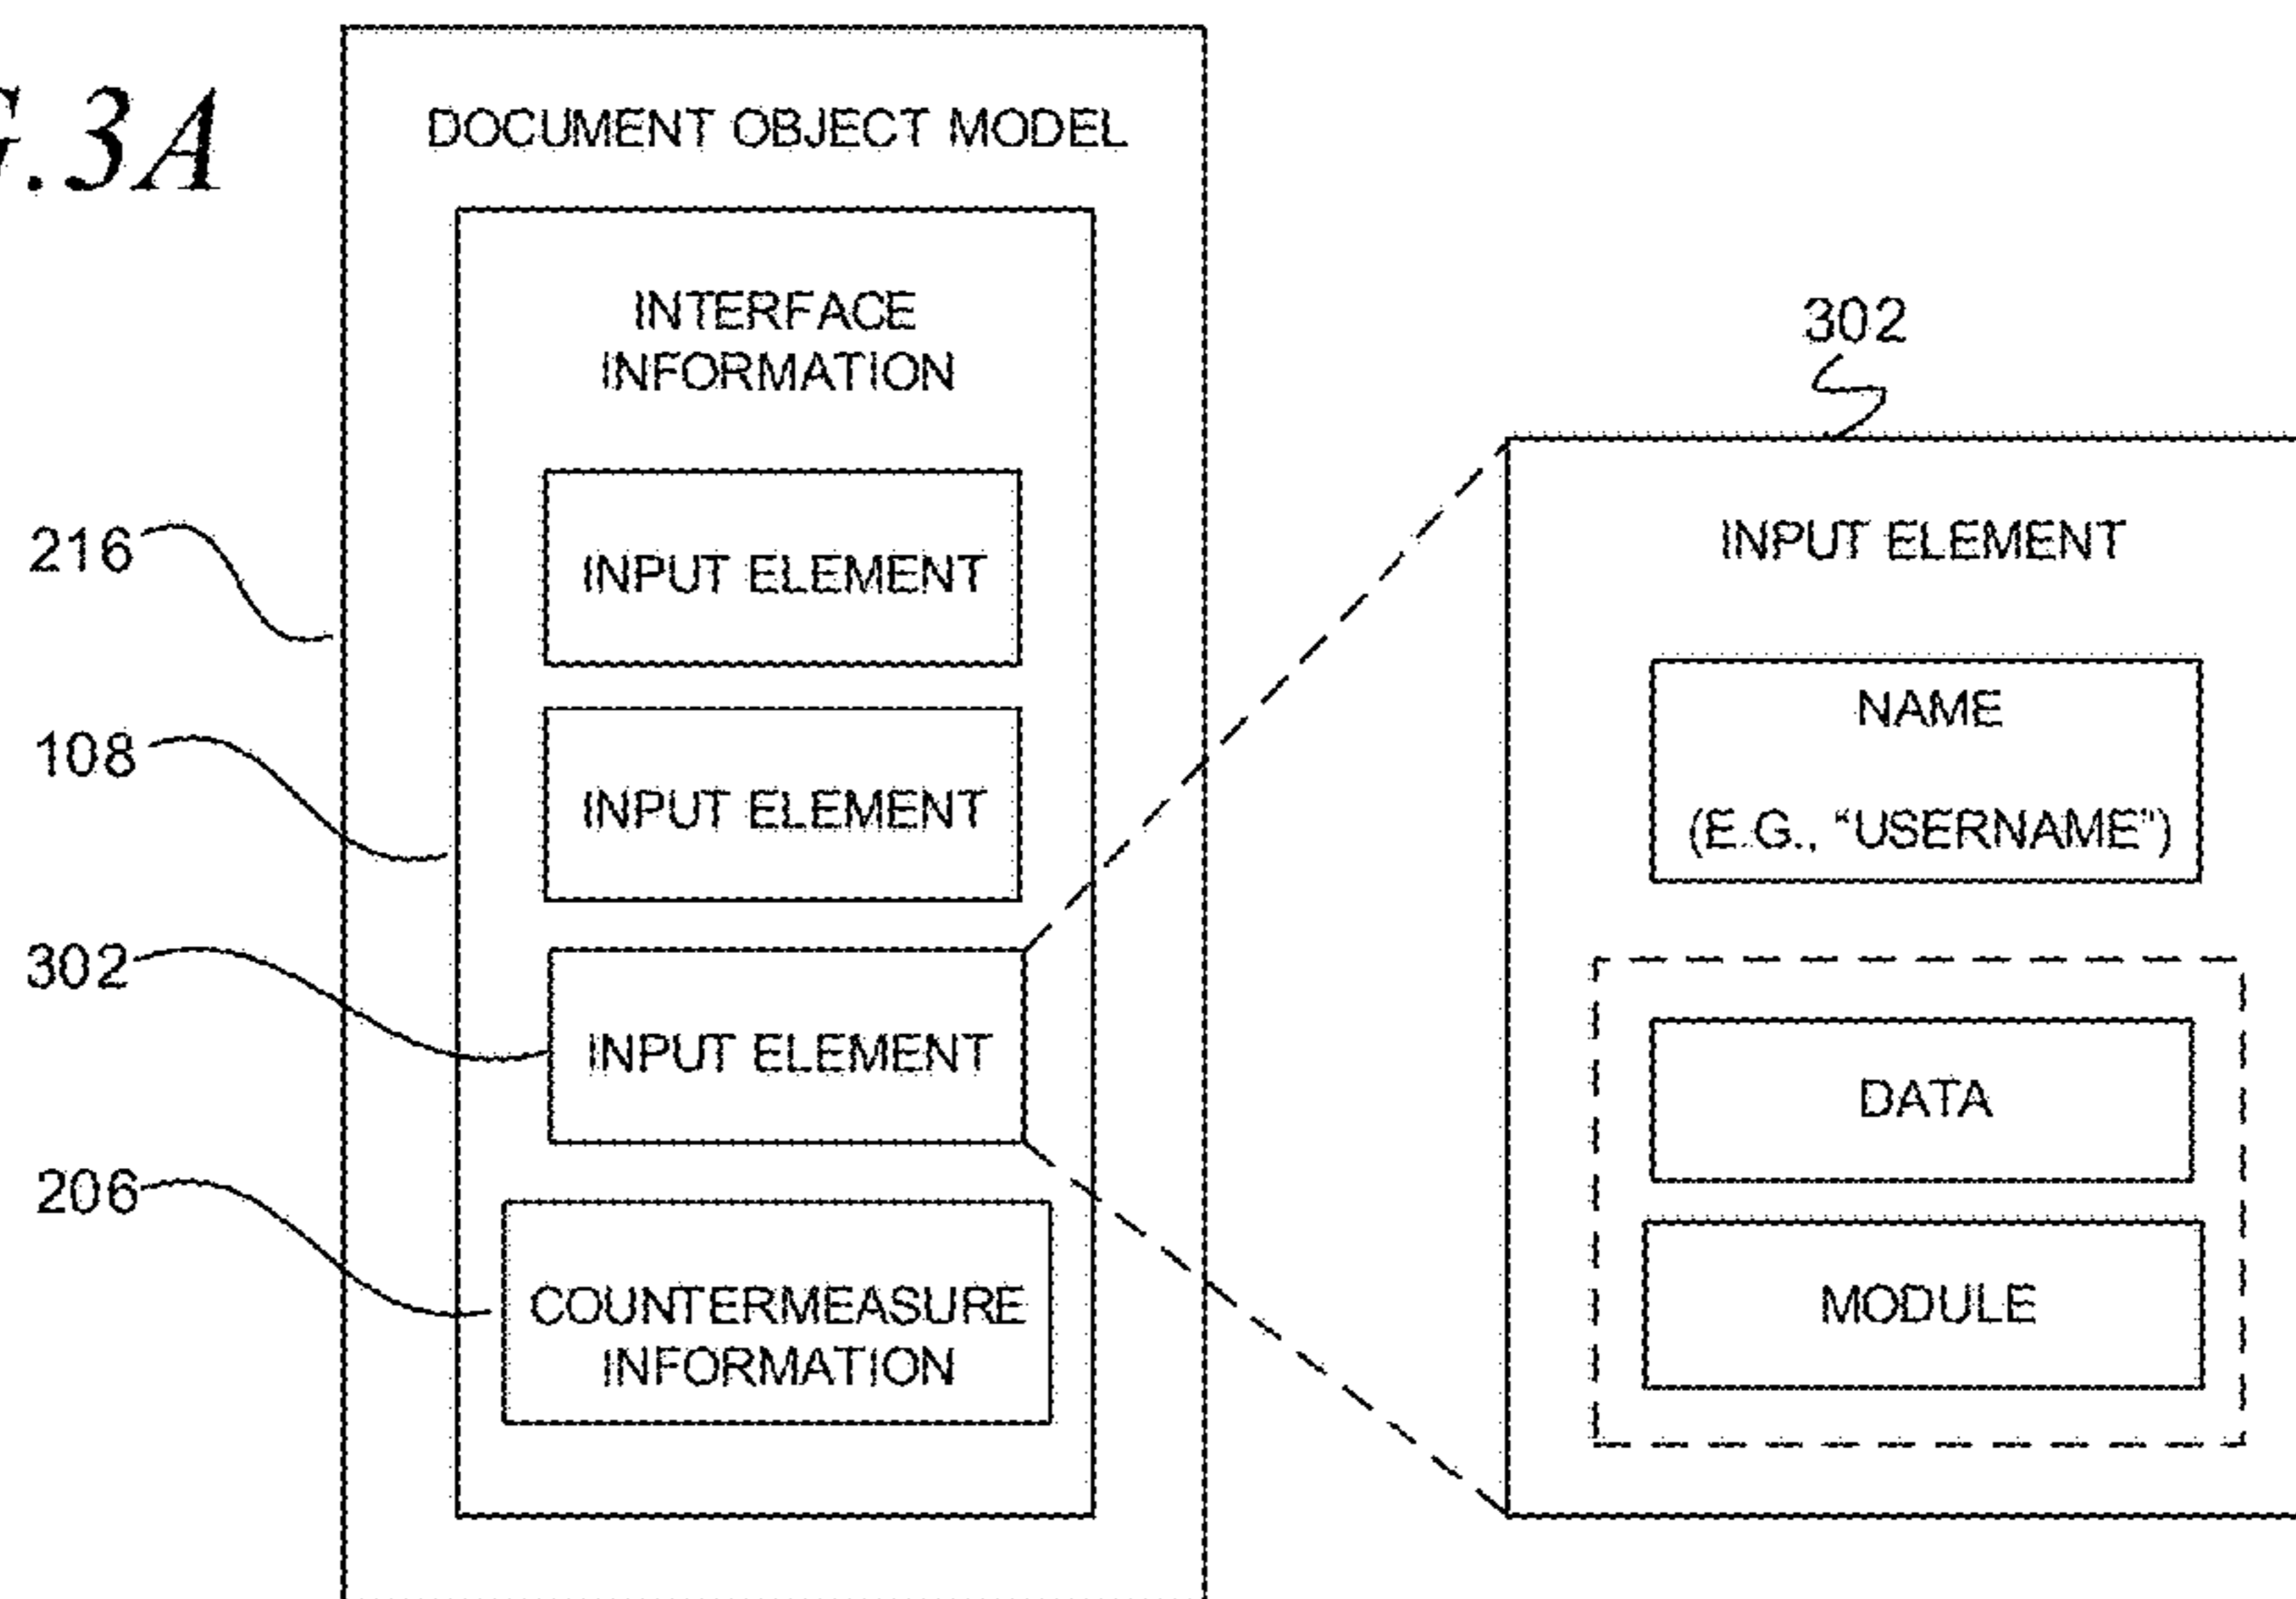 G.3A
DOCUMENT OBJECT MODEL
INTERFACE
INFORMATION
INPUT ELEMENT
INPUT ELEMENT
INPUT ELEMENT
COUNTERMEASURE
INFORMATION
216
108
302
206
302
INPUT ELEMENT
NAME
(E.G., “USERNAME”)
DATA
MODULE